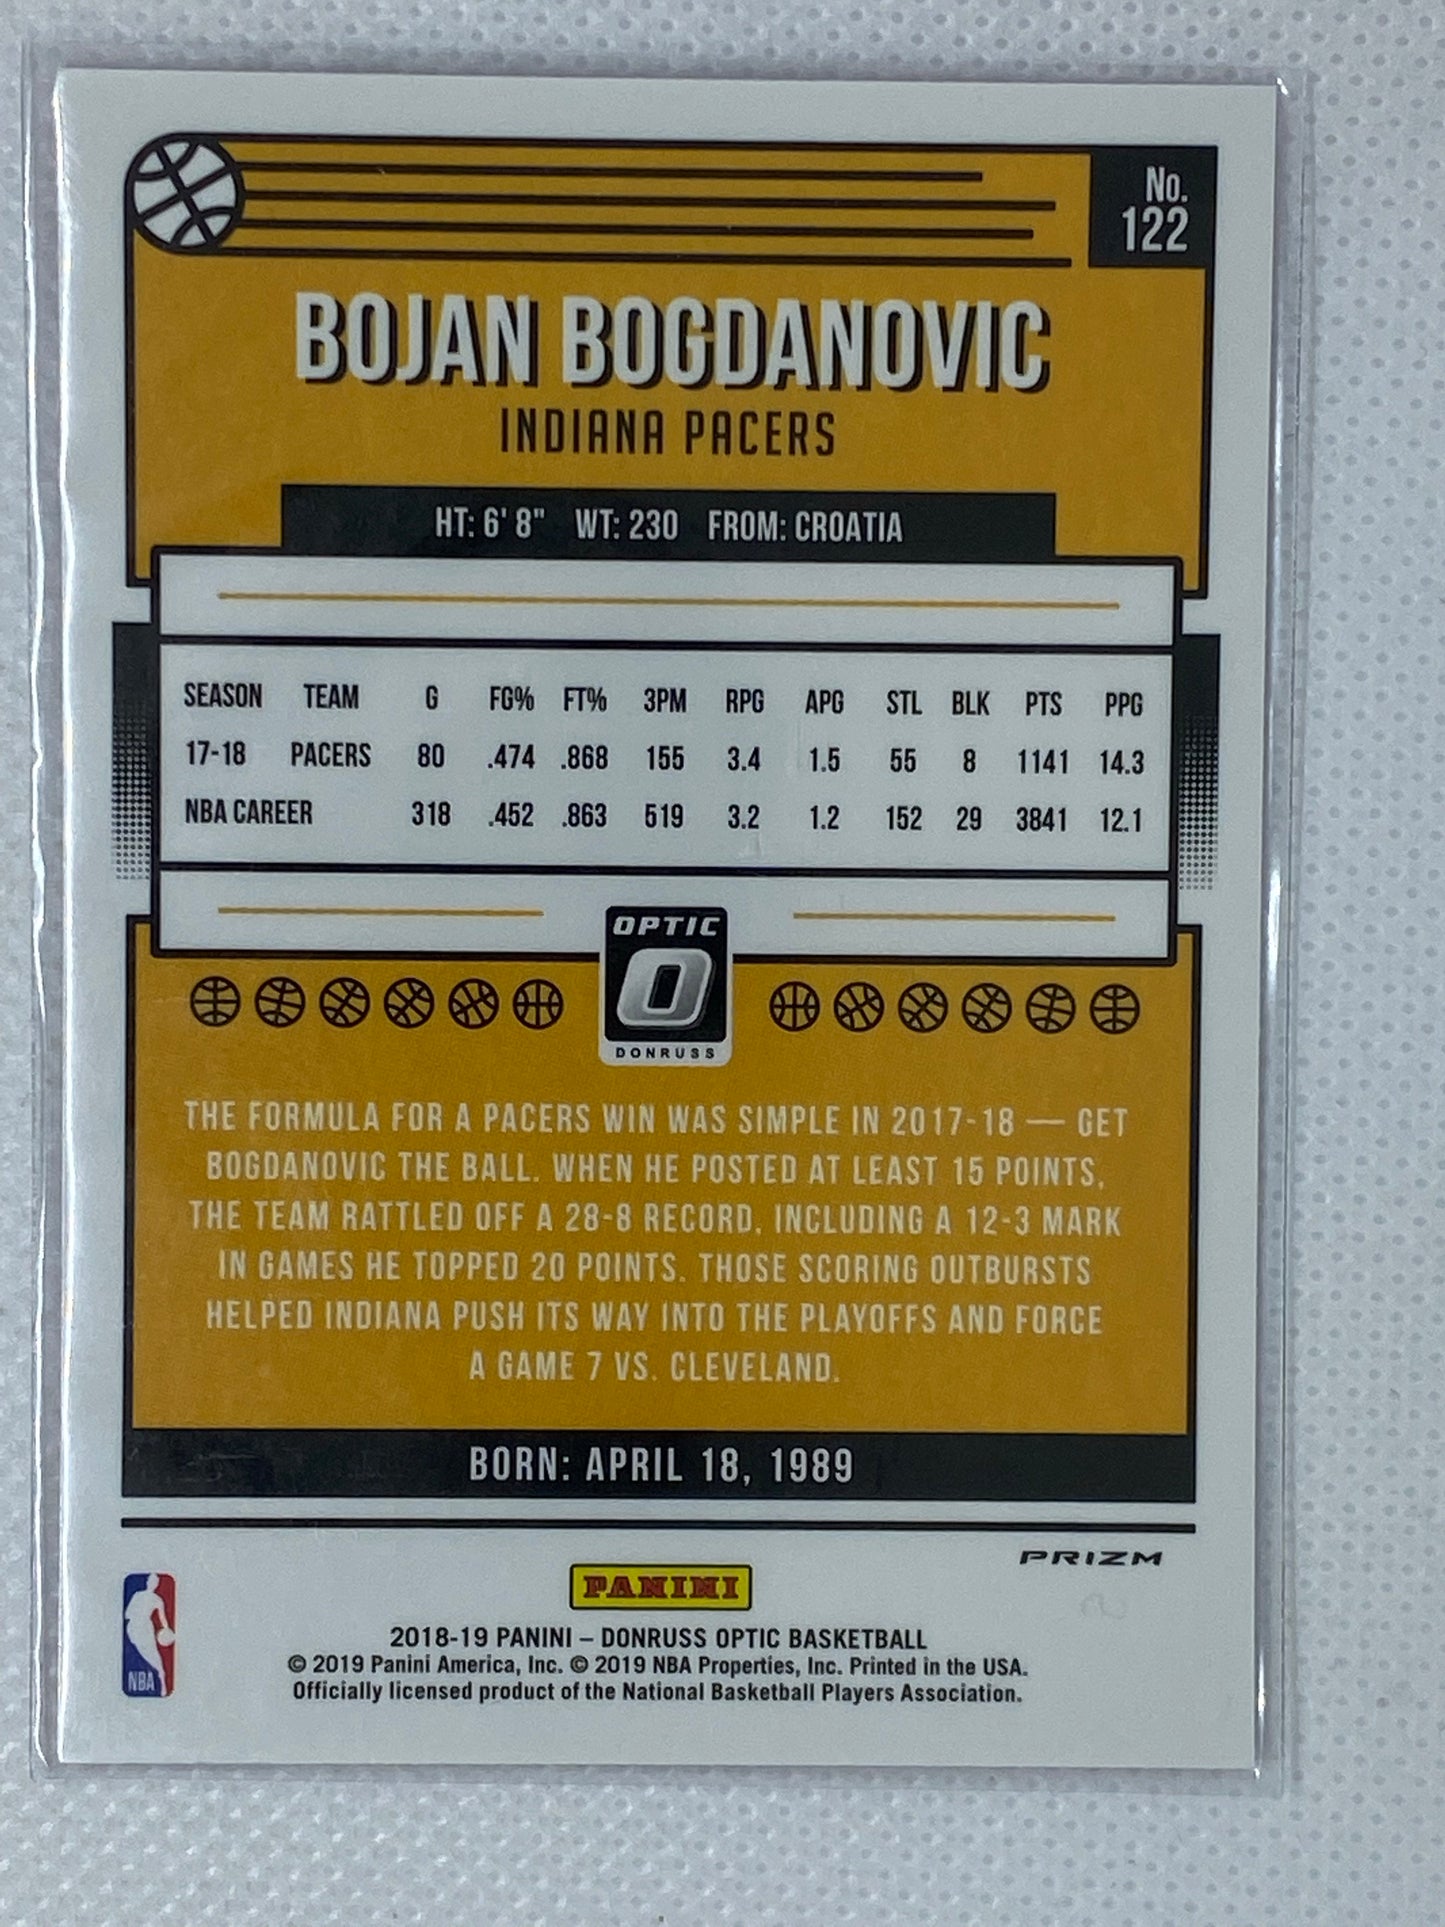 No.
122
BOJAN BOGDANOVIC
INDIANA PACERS
HT: 6' 8" WT: 230 FROM: CROATIA
SEASON TEAM G FG% FT% 3PM RPG APG STL BLK PTS PPG
17-18 PACERS 80 .474 .868 155 3.4 1.5 55 8 1141 14.3
NBA CAREER 318 .452 .863 519 3.2 1.2 152 29 3841 12.1
OPTIC
DONRUSS
THE FORMULA FOR A PACERS WIN WAS SIMPLE IN 2017-18 — GET
BOGDANOVIC THE BALL. WHEN HE POSTED AT LEAST 15 POINTS,
THE TEAM RATTLED OFF A 28-8 RECORD, INCLUDING A 12-3 MARK
IN GAMES HE TOPPED 20 POINTS. THOSE SCORING OUTBURSTS
HELPED INDIANA PUSH ITS WAY INTO THE PLAYOFFS AND FORCE
A GAME 7 VS. CLEVELAND.
BORN: APRIL 18, 1989
PRIZM
PANINI
NBA
2018-19 PANINI – DONRUSS OPTIC BASKETBALL
© 2019 Panini America, Inc. © 2019 NBA Properties, Inc. Printed in the USA.
Officially licensed product of the National Basketball Players Association.